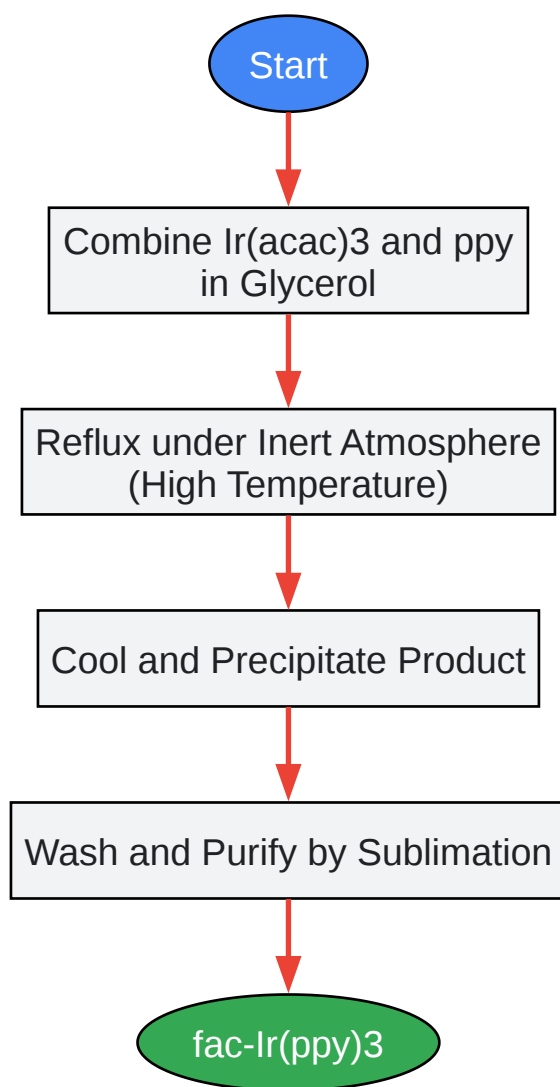 Start
Combine Ir(acac)3 and ppy
in Glycerol
Reflux under Inert Atmosphere
(High Temperature)
Cool and Precipitate Product
Wash and Purify by Sublimation
fac-Ir(ppy)3